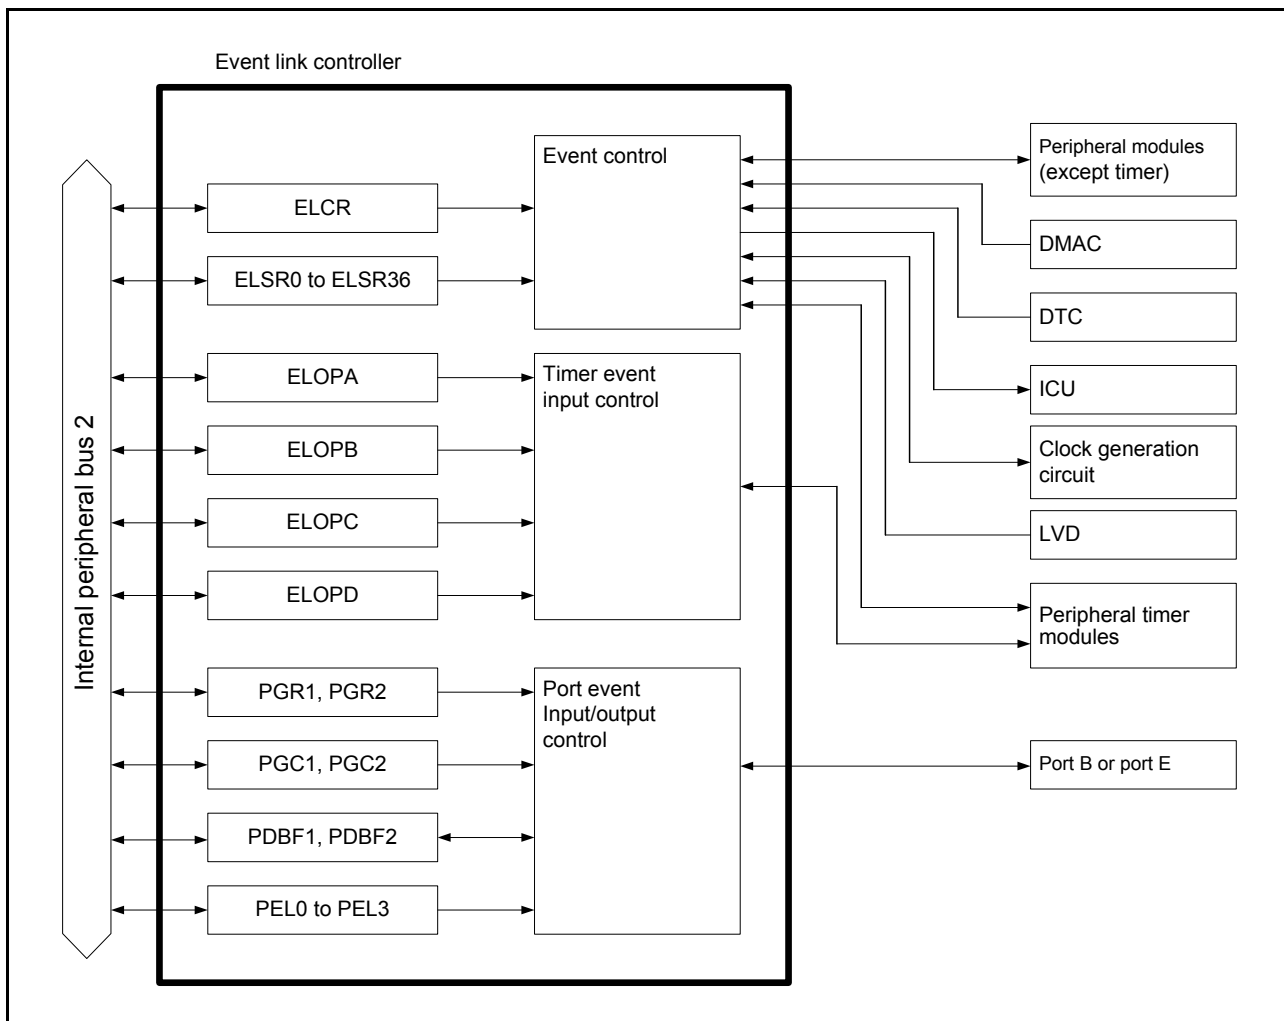 Event link controller
Internal peripheral bus 2
ELCR
ELSR0 to ELSR36
ELOPA
ELOPB
ELOPC
ELOPD
PGR1, PGR2
PGC1, PGC2
PDBF1, PDBF2
PEL0 to PEL3
Event control
Timer event
input control
Port event
Input/output
control
Peripheral modules
(except timer)
DMAC
DTC
ICU
Clock generation
circuit
LVD
Peripheral timer
modules
Port B or port E